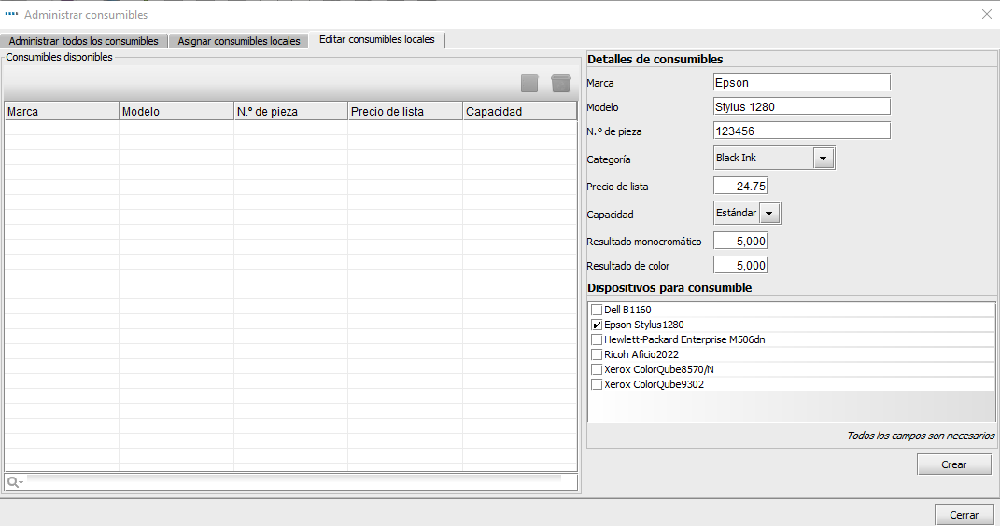 Administrar consumibles
Administrar todos los consumibles
Asignar consumibles locales
Editar consumibles locales
Consumibles disponibles
Marca
Modelo
N.º de pieza
Precio de lista
Capacidad
Detalles de consumibles
Marca
Epson
Modelo
Stylus 1280
N.º de pieza
123456
Categoría
Black Ink
Precio de lista
24.75
Capacidad
Estándar
Resultado monocromático
5,000
Resultado de color
5,000
Dispositivos para consumible
Dell B1160
Epson Stylus1280
Hewlett-Packard Enterprise M506dn
Ricoh Aficio2022
Xerox ColorQube8570/N
Xerox ColorQube9302
Todos los campos son necesarios
Crear
Cerrar